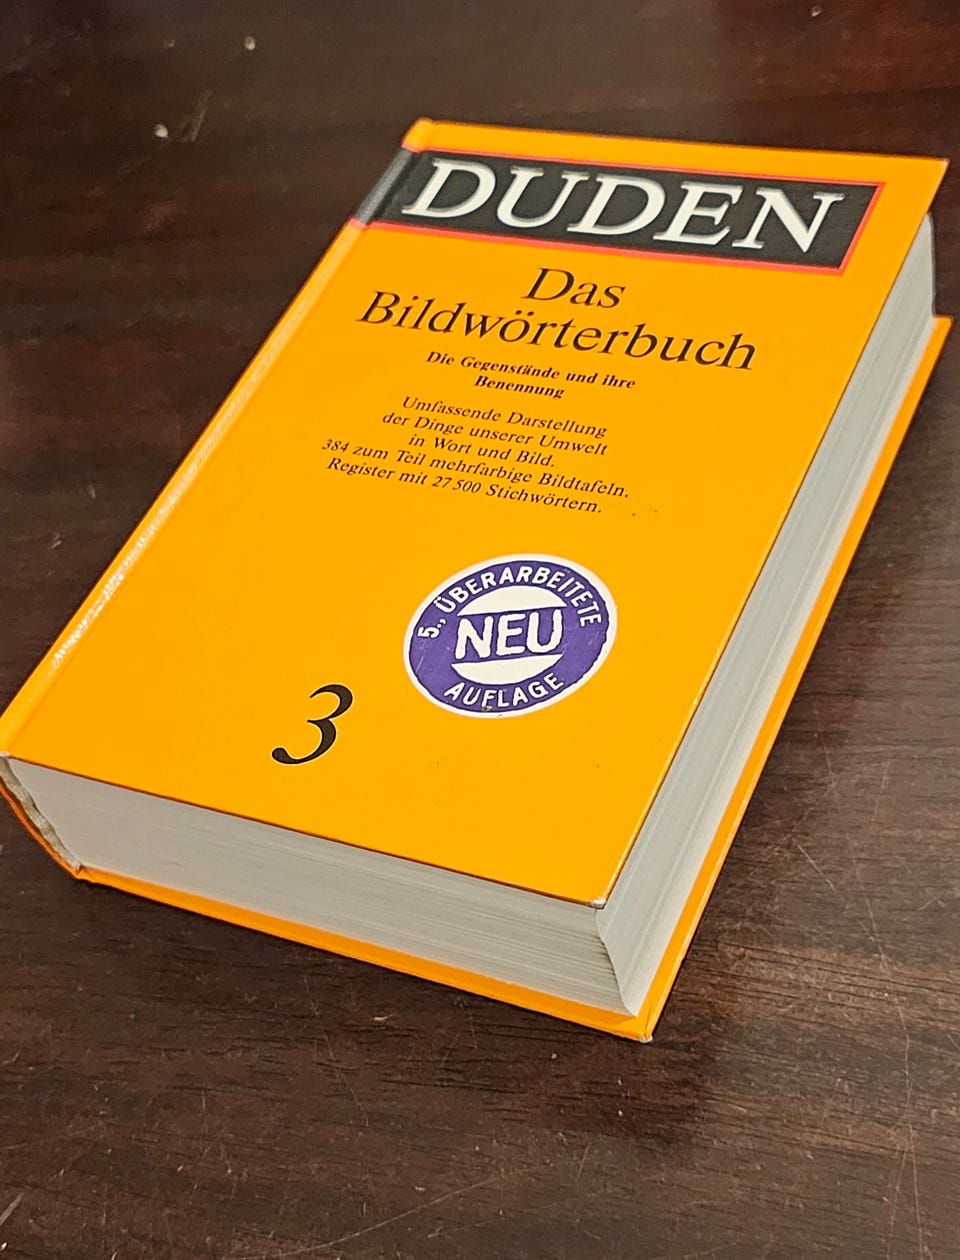 DUDEN
Das
Bildwörterbuch
Die Gegenstände und ihre
Benennung
Umfassende Darstellung
der Dinge unserer Umwelt
in Wort und Bild.
384 zum Teil mehrfarbige Bildtafeln.
Register mit 27 500 Stichwörtern.
5., ÜBERARBEITETE
NEU
AUFLAGE
3